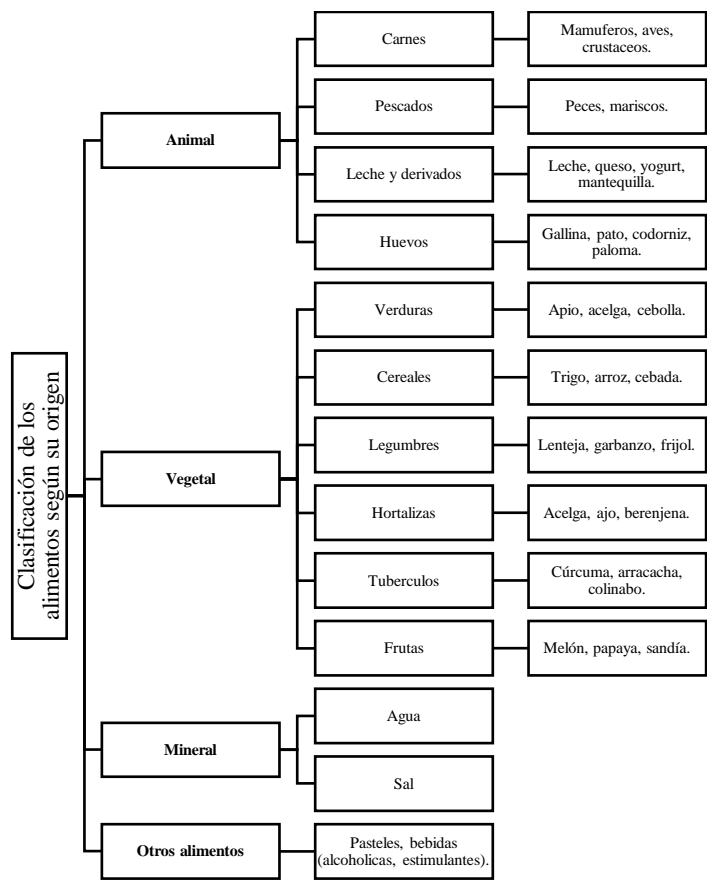 Clasificación de los
alimentos según su origen
Animal
Carnes
Mamuferos, aves,
crustaceos.
Pescados
Peces, mariscos.
Leche y derivados
Leche, queso, yogurt,
mantequilla.
Huevos
Gallina, pato, codorniz,
paloma.
Vegetal
Verduras
Apio, acelga, cebolla.
Cereales
Trigo, arroz, cebada.
Legumbres
Lenteja, garbanzo, frijol.
Hortalizas
Acelga, ajo, berenjena.
Tuberculos
Cúrcuma, arracacha,
colinabo.
Frutas
Melón, papaya, sandía.
Mineral
Agua
Sal
Otros alimentos
Pasteles, bebidas
(alcoholicas, estimulantes).